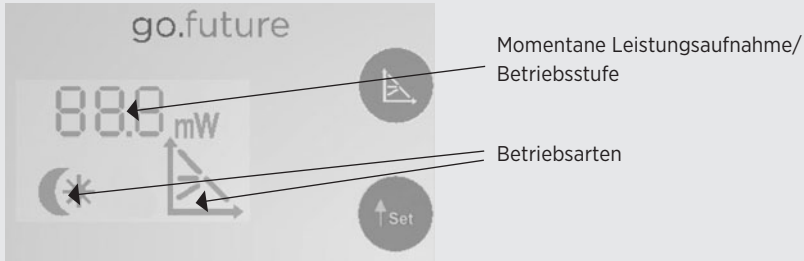 go.future
Momentane Leistungsaufnahme/
Betriebsstufe
88.8 mW
Betriebsarten
Set